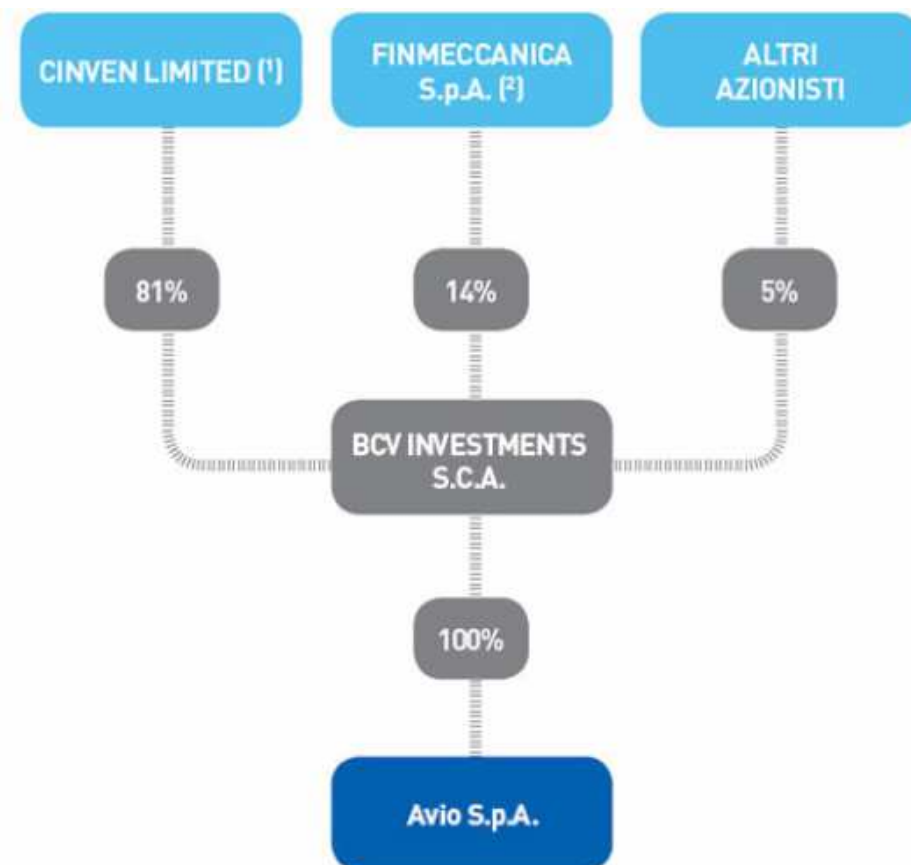 CINVEN LIMITED (¹)
FINMECCANICA
S.p.A. (²)
ALTRI
AZIONISTI
81%
14%
5%
BCV INVESTMENTS
S.C.A.
100%
Avio S.p.A.